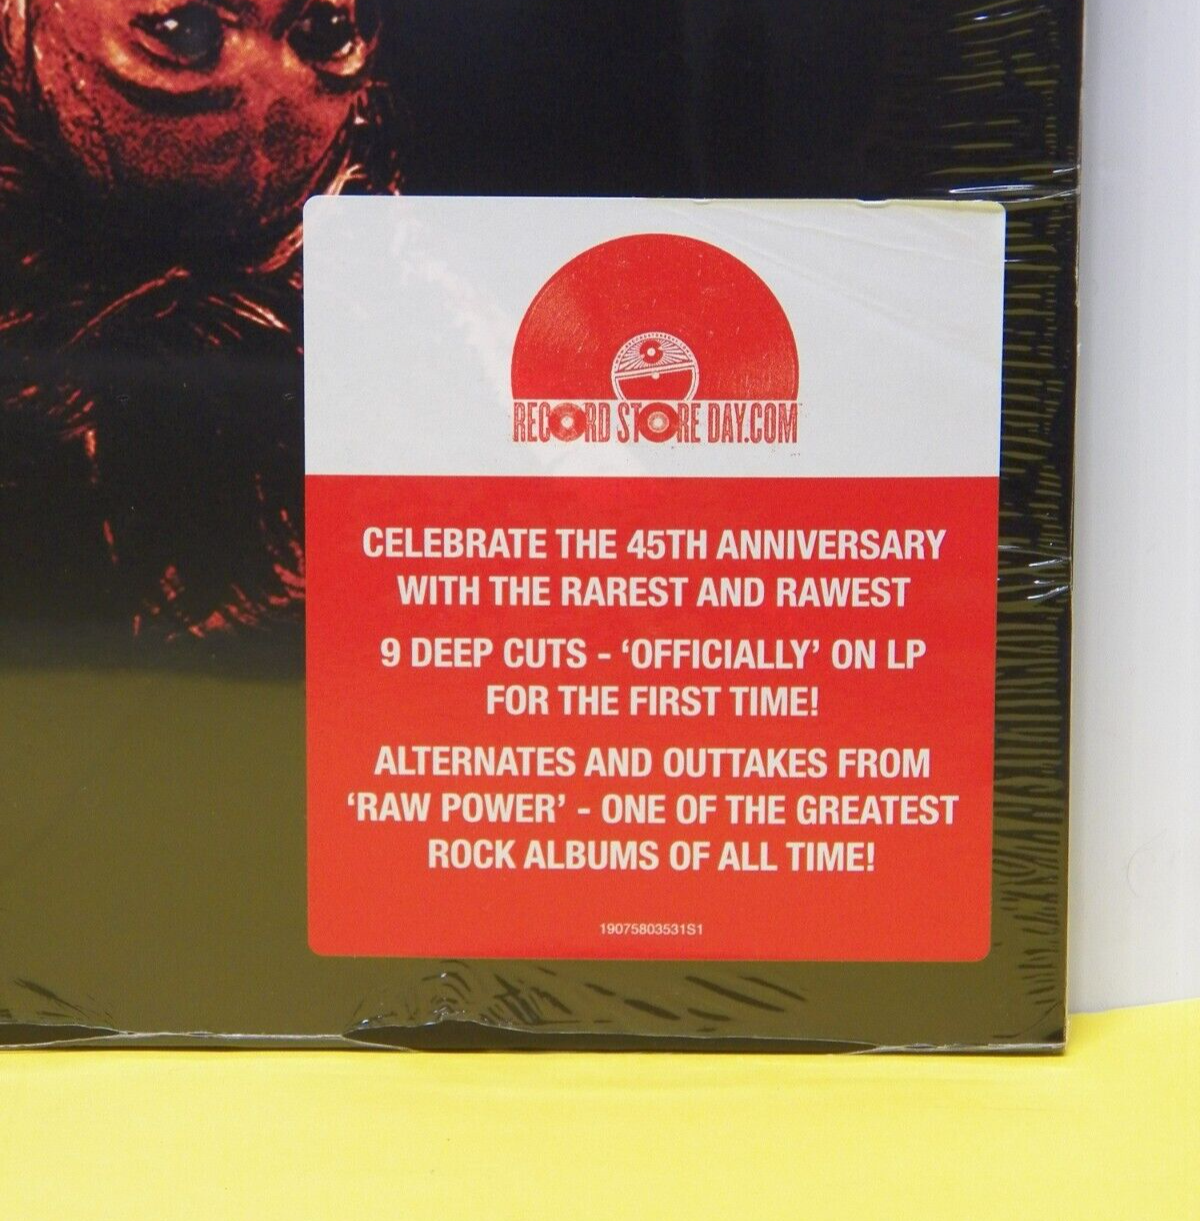 RECORD STORE DAY.COM
CELEBRATE THE 45TH ANNIVERSARY
WITH THE RAREST AND RAWEST
9 DEEP CUTS - ‘OFFICIALLY’ ON LP
FOR THE FIRST TIME!
ALTERNATES AND OUTTAKES FROM
‘RAW POWER’ - ONE OF THE GREATEST
ROCK ALBUMS OF ALL TIME!
19075803531S1